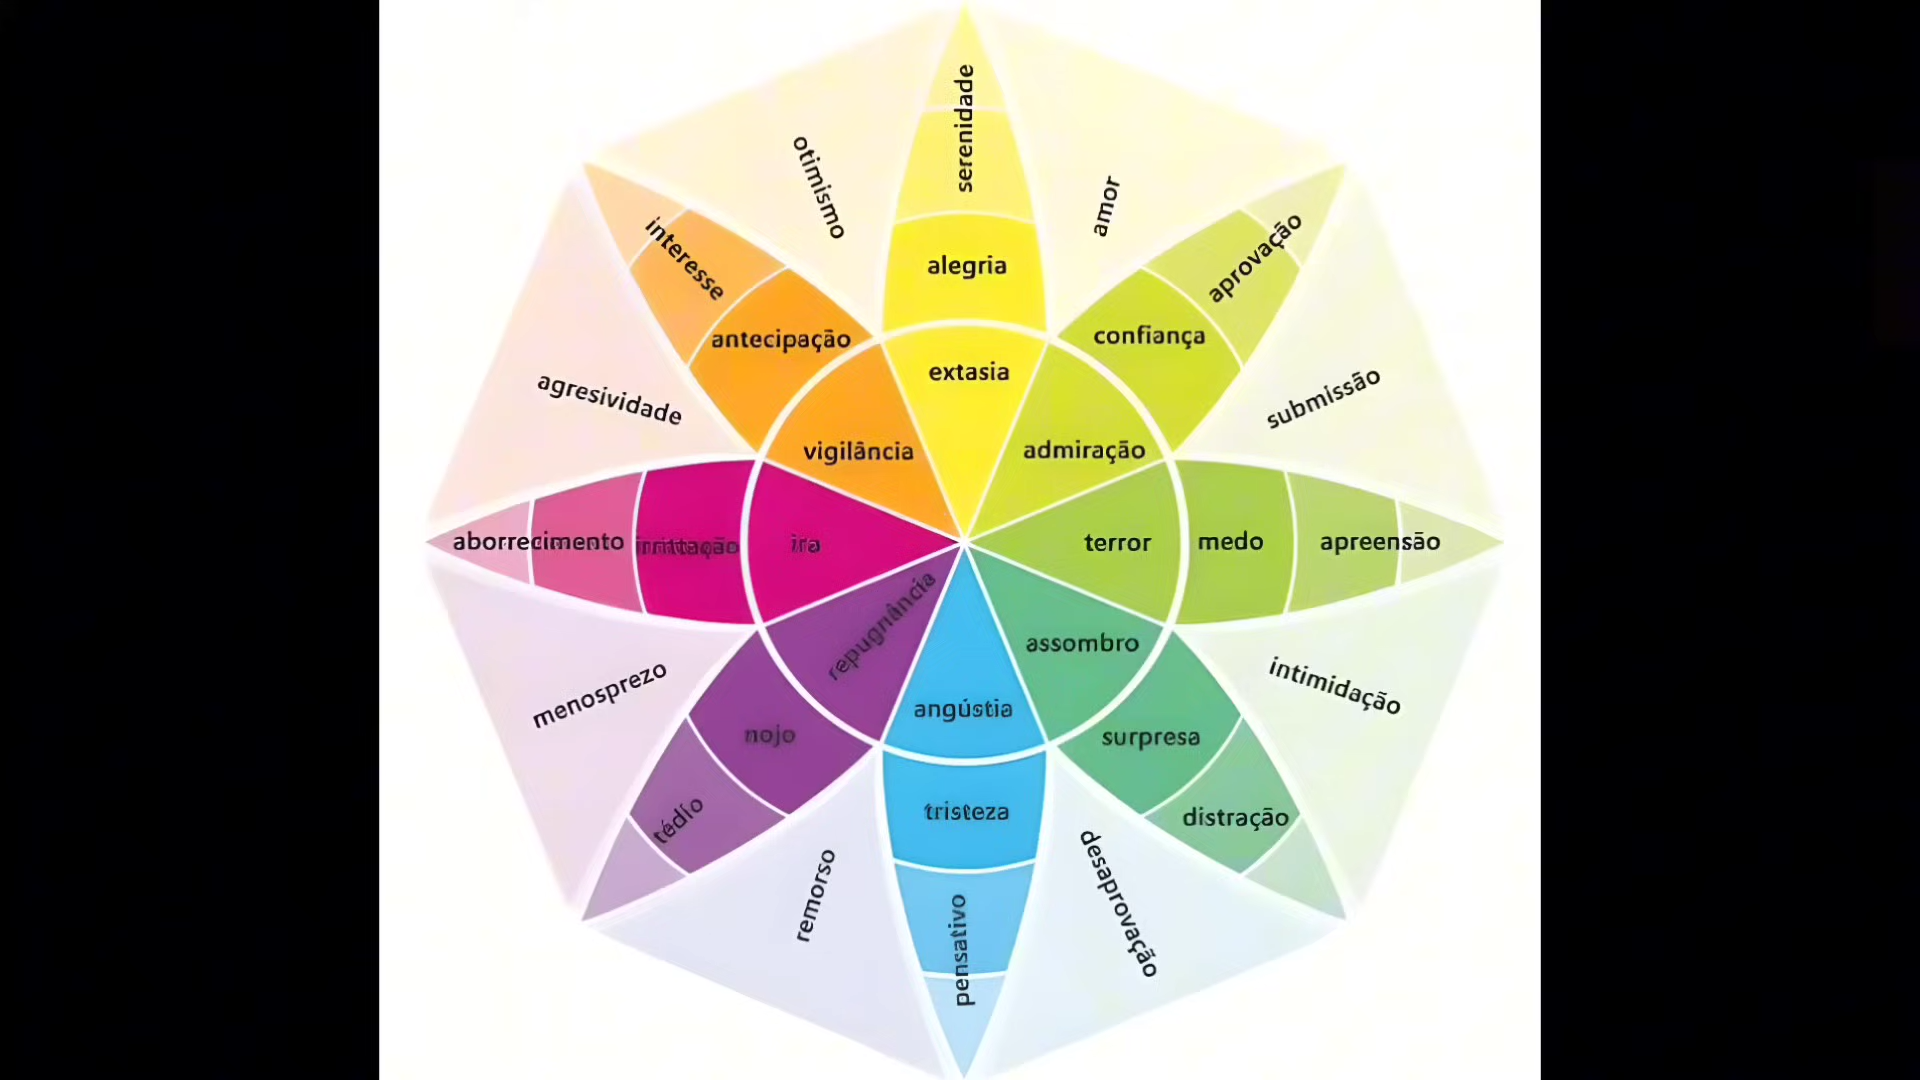 serenidade
otimismo
amor
interesse
aprovação
alegria
antecipação
confiança
extasia
agresividade
submissão
vigilância
admiração
aborrecimento
irritação
ira
terror
medo
apreensão
repugnância
assombro
menosprezo
intimidação
angústia
nojo
surpresa
tédio
tristeza
distração
remorso
desaprovação
pensativo